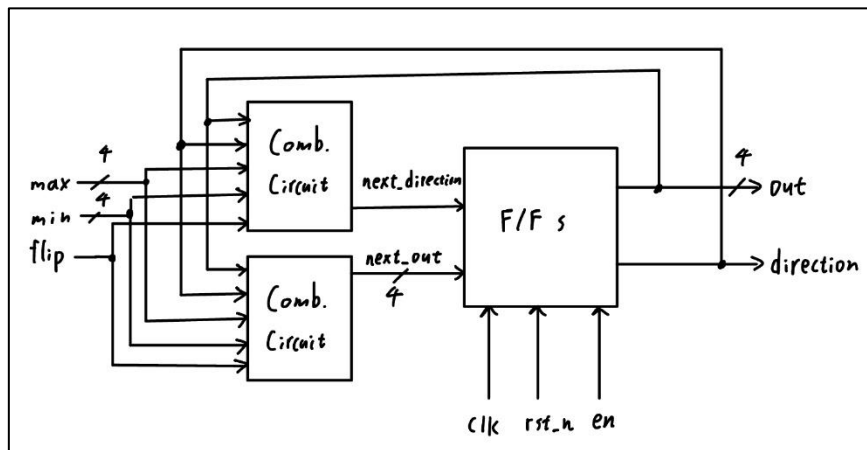 max
4
min
4
flip
Comb.
Circuit
next_direction
Comb.
Circuit
next_out
4
F/F s
clk
rst_n
en
4
out
direction